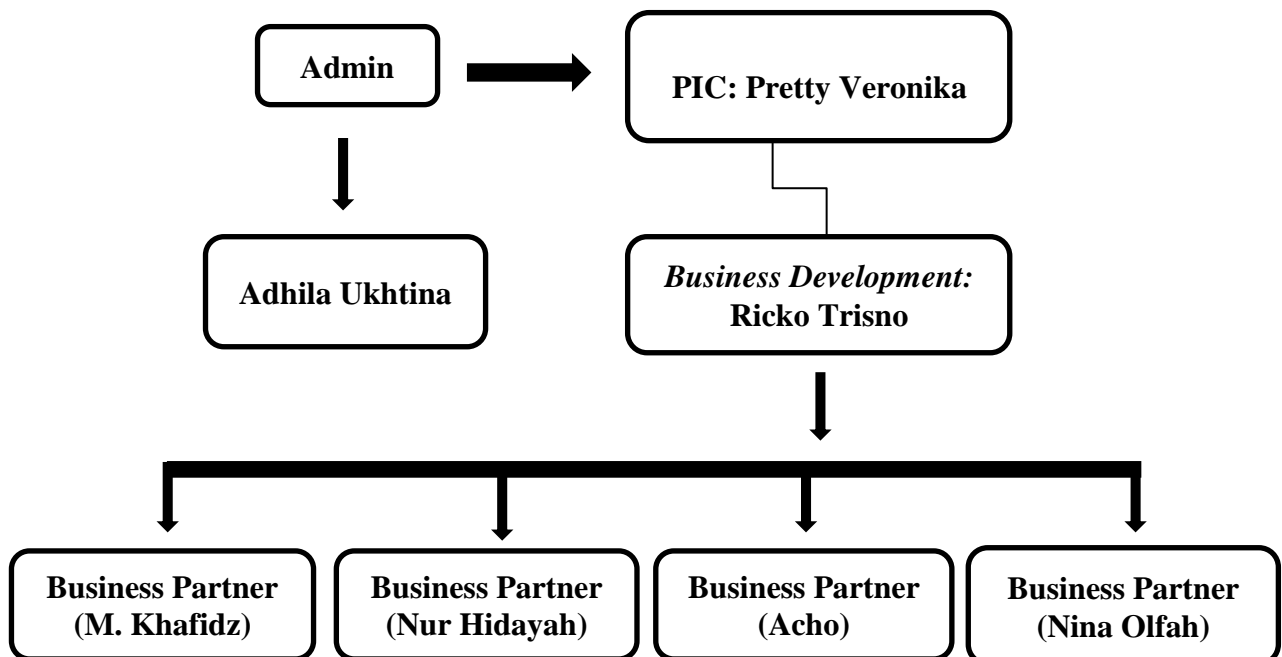 Admin
PIC: Pretty Veronika
Adhila Ukhtina
Business Development:
Ricko Trisno
Business Partner
(M. Khafidz)
Business Partner
(Nur Hidayah)
Business Partner
(Acho)
Business Partner
(Nina Olfah)